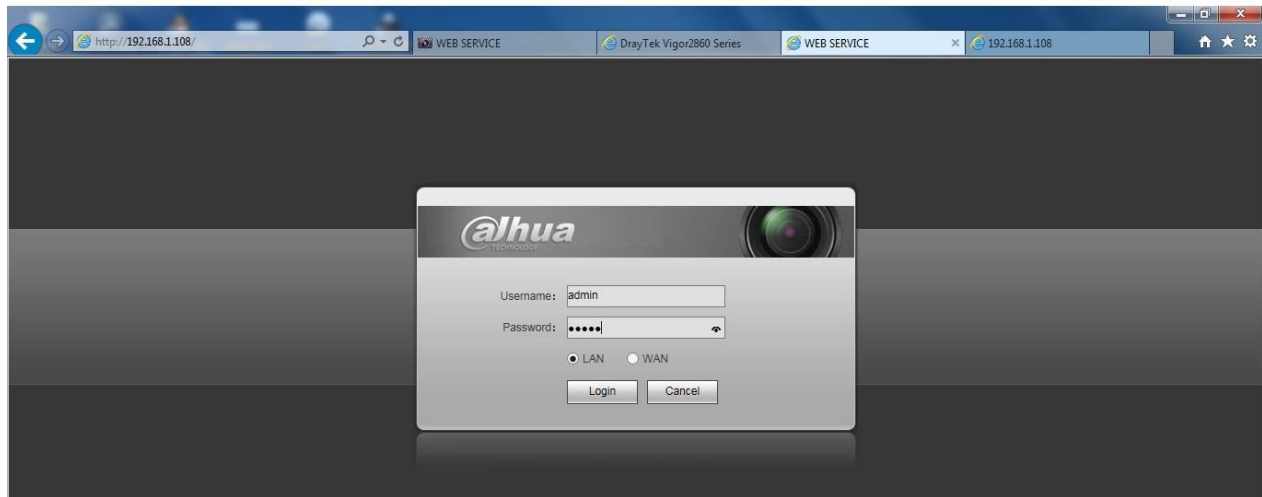 http://192.168.1.108/
WEB SERVICE
DrayTek Vigor2860 Series
WEB SERVICE
192.168.1.108
alhua
TECHNOLOGY
Username: admin
Password: •••••
LAN WAN
Login Cancel